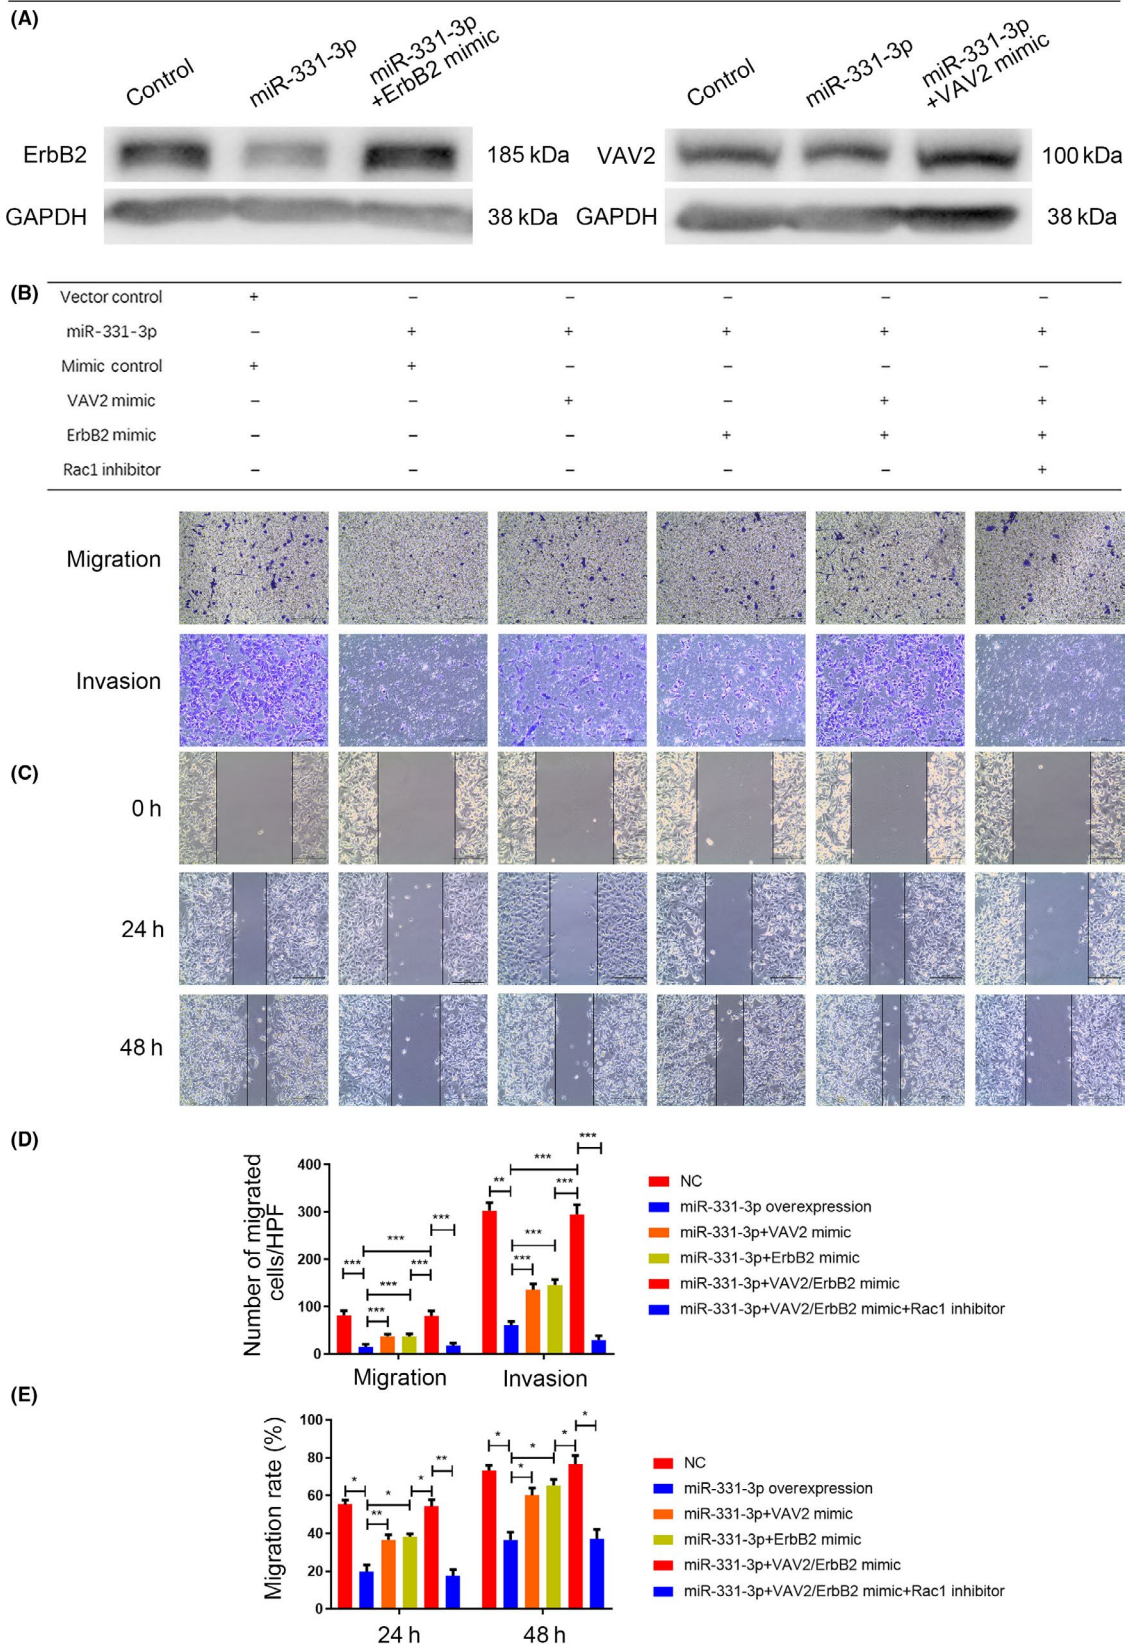 (A)
Control
miR-331-3p
miR-331-3p
+ErbB2 mimic
Control
miR-331-3p
miR-331-3p
+VAV2 mimic
ErbB2
185 kDa
VAV2
100 kDa
GAPDH
38 kDa
GAPDH
38 kDa
(B)
Vector control + − − − − −
miR-331-3p − + + + + +
Mimic control + + − − − −
VAV2 mimic − − + − + +
ErbB2 mimic − − − + + +
Rac1 inhibitor − − − − − +
Migration
Invasion
(C)
0 h
24 h
48 h
(D)
Number of migrated
cells/HPF
400
300
200
100
0
*** *** *** *** *** ***
** *** *** *** *** ***
Migration
Invasion
NC
miR-331-3p overexpression
miR-331-3p+VAV2 mimic
miR-331-3p+ErbB2 mimic
miR-331-3p+VAV2/ErbB2 mimic
miR-331-3p+VAV2/ErbB2 mimic+Rac1 inhibitor
(E)
Migration rate (%)
100
80
60
40
20
0
* ** * * **
* * * * *
24 h
48 h
NC
miR-331-3p overexpression
miR-331-3p+VAV2 mimic
miR-331-3p+ErbB2 mimic
miR-331-3p+VAV2/ErbB2 mimic
miR-331-3p+VAV2/ErbB2 mimic+Rac1 inhibitor